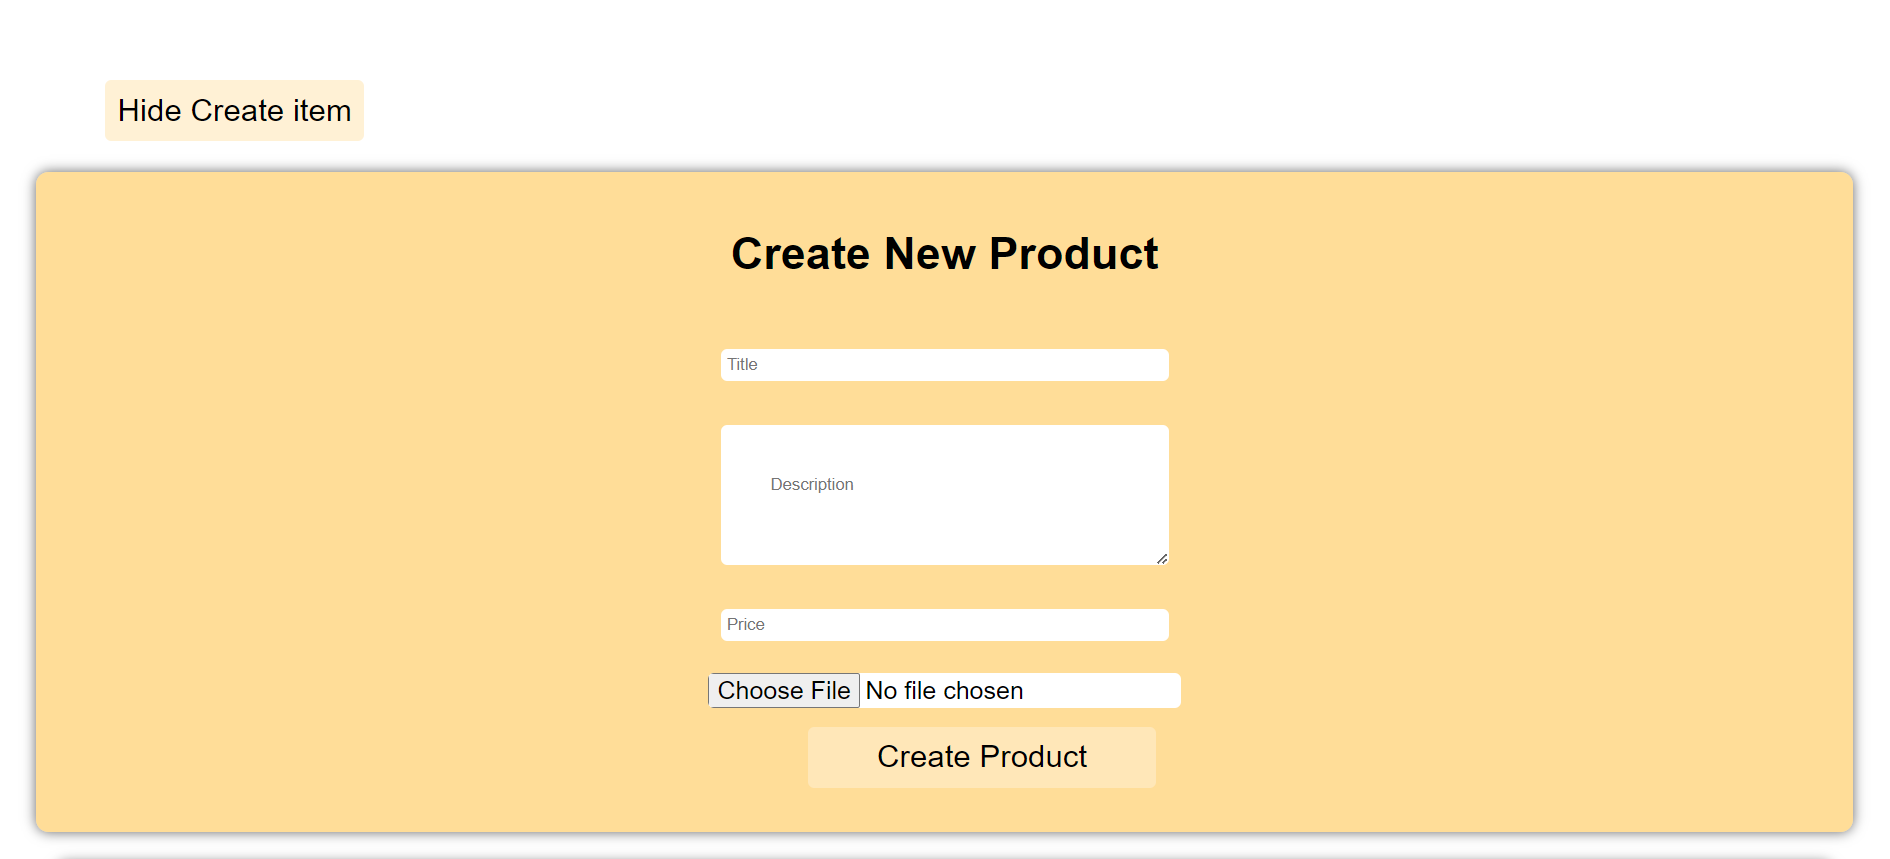 Hide Create item
Create New Product
Title
Description
Price
Choose File No file chosen
Create Product